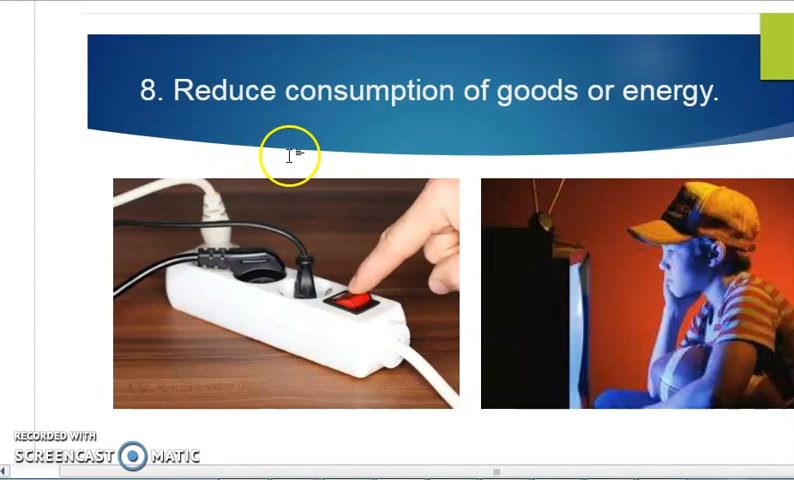 8. Reduce consumption of goods or energy.
RECORDED WITH
SCREENCAST MATIC